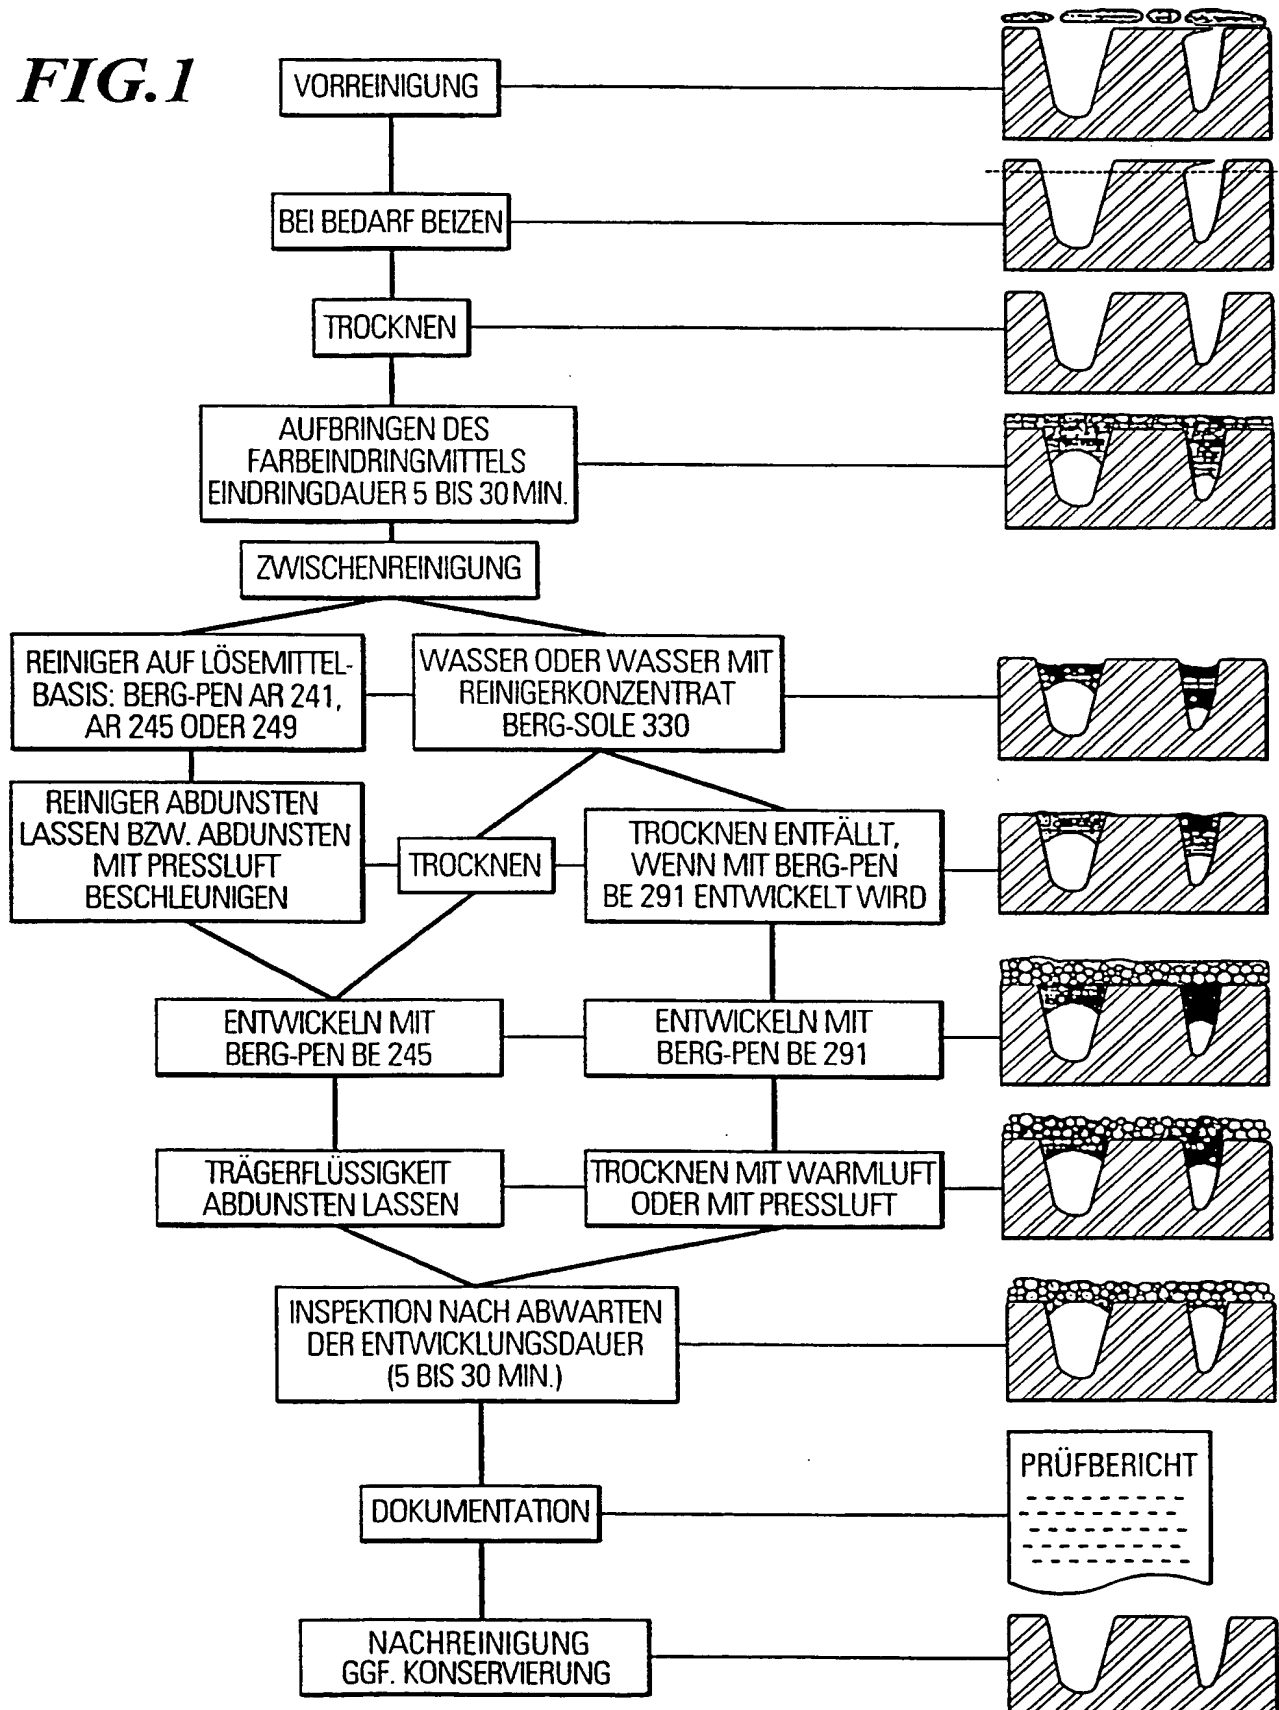 FIG.1
VORREINIGUNG
BEI BEDARF BEIZEN
TROCKNEN
AUFBRINGEN DES
FARBEINDRINGMITTELS
EINDRINGDAUER 5 BIS 30 MIN.
ZWISCHENREINIGUNG
REINIGER AUF LÖSEMITTEL-
BASIS: BERG-PEN AR 241,
AR 245 ODER 249
WASSER ODER WASSER MIT
REINIGERKONZENTRAT
BERG-SOLE 330
REINIGER ABDUNSTEN
LASSEN BZW. ABDUNSTEN
MIT PRESSLUFT
BESCHLEUNIGEN
TROCKNEN
TROCKNEN ENTFÄLLT,
WENN MIT BERG-PEN
BE 291 ENTWICKELT WIRD
ENTWICKELN MIT
BERG-PEN BE 245
ENTWICKELN MIT
BERG-PEN BE 291
TRÄGERFLÜSSIGKEIT
ABDUNSTEN LASSEN
TROCKNEN MIT WARMLUFT
ODER MIT PRESSLUFT
INSPEKTION NACH ABWARTEN
DER ENTWICKLUNGSDAUER
(5 BIS 30 MIN.)
DOKUMENTATION
PRÜFBERICHT
NACHREINIGUNG
GGF. KONSERVIERUNG